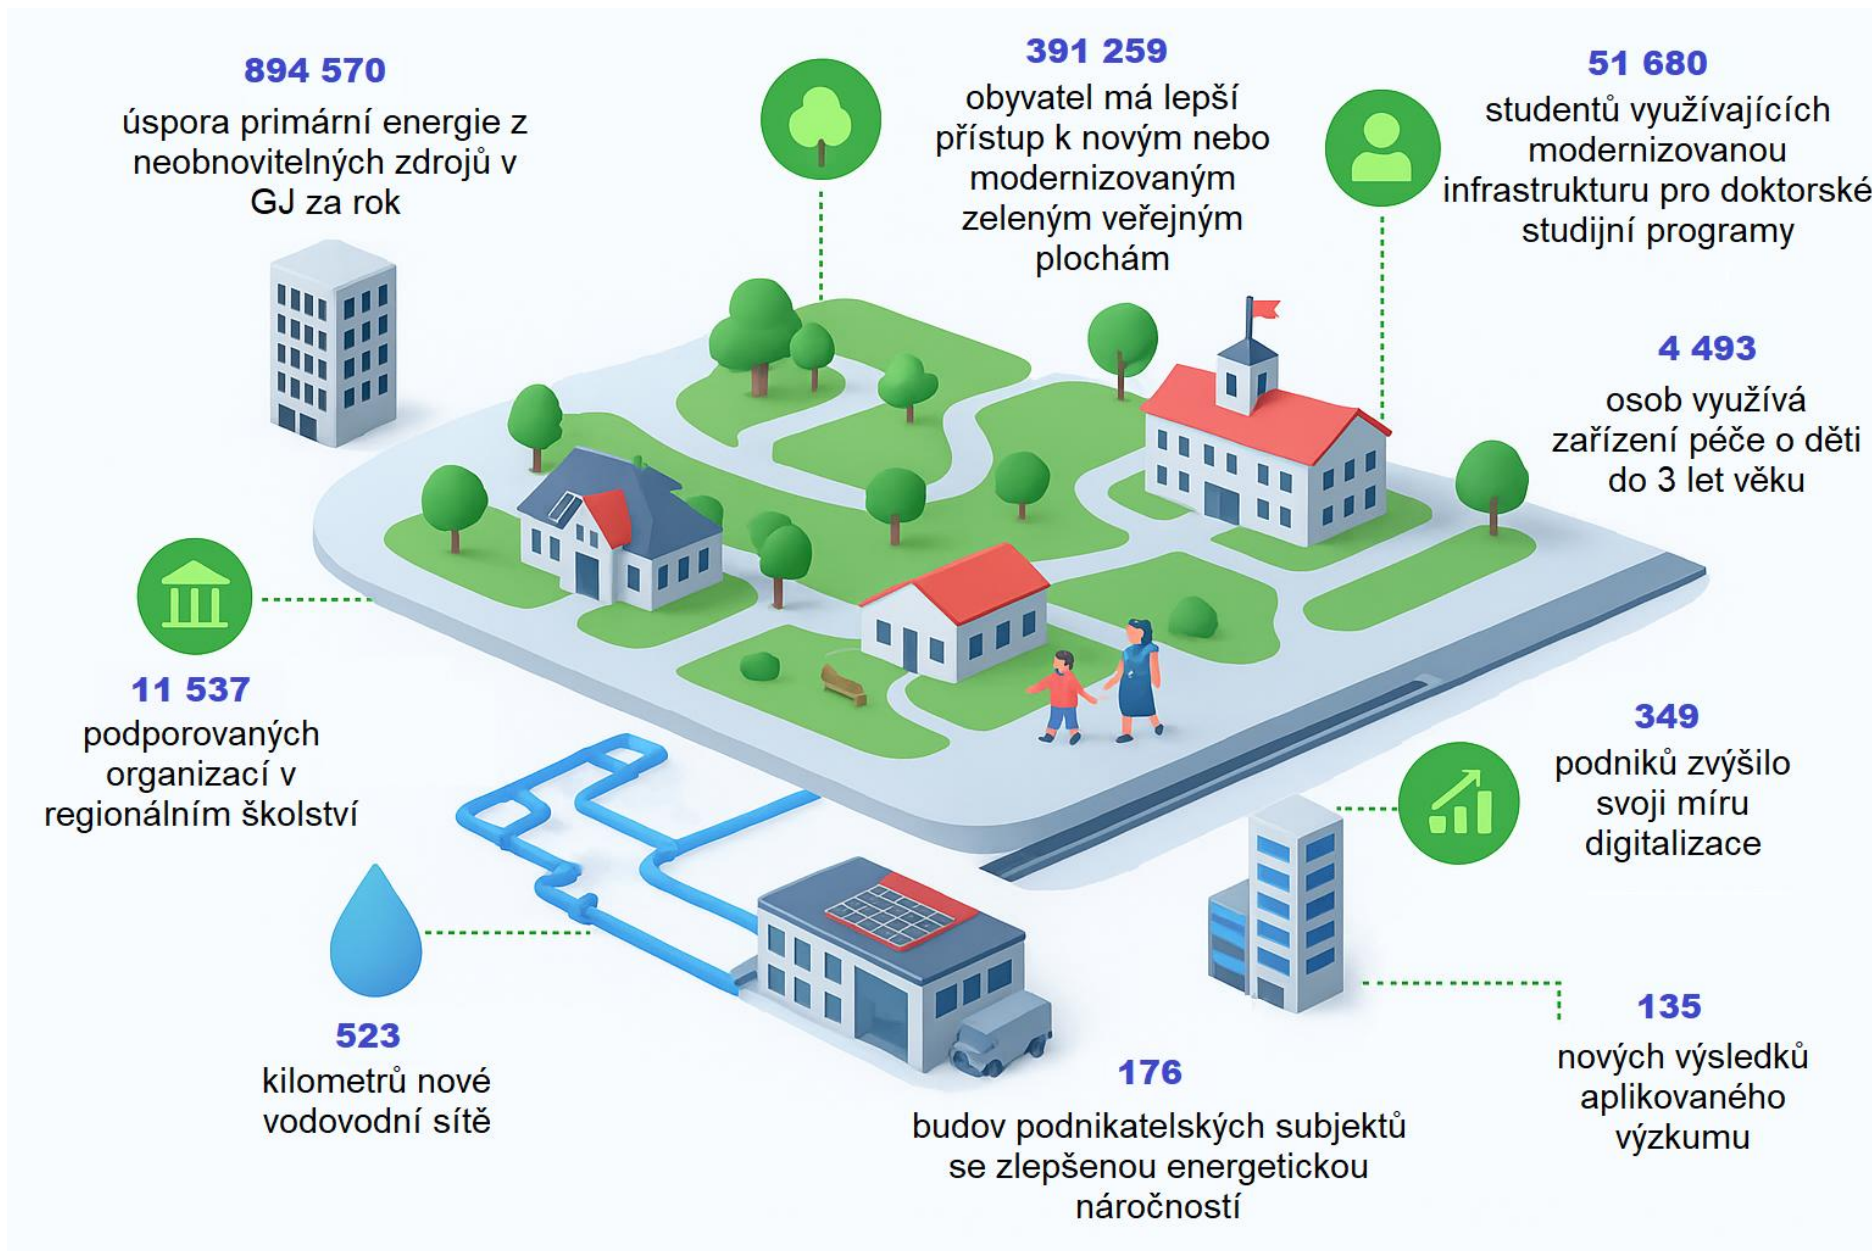 894 570
úspora primární energie z
neobnovitelných zdrojů v
GJ za rok
391 259
obyvatel má lepší
přístup k novým nebo
modernizovaným
zeleným veřejným
plochám
51 680
studentů využívajících
modernizovanou
infrastrukturu pro doktorské
studijní programy
4 493
osob využívá
zařízení péče o děti
do 3 let věku
11 537
podporovaných
organizací v
regionálním školství
349
podniků zvýšilo
svoji míru
digitalizace
523
kilometrů nové
vodovodní sítě
176
budov podnikatelských subjektů
se zlepšenou energetickou
náročností
135
nových výsledků
aplikovaného
výzkumu